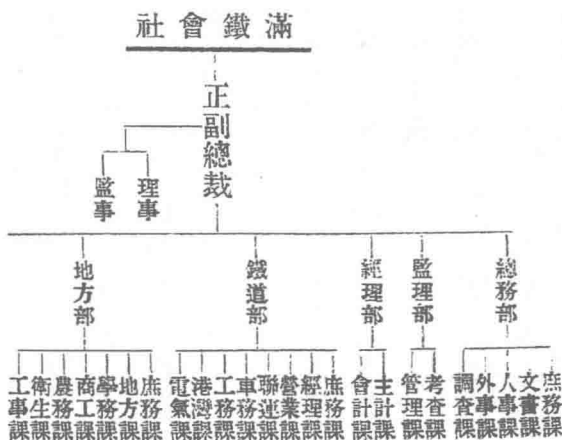 滿鐵會社
正副總裁
理事
監事
總務部
監理部
經理部
鐵道部
地方部
庶務課
文書課
人事課
外事課
調查課
考查課
管理課
主計課
會計課
庶務課
經理課
營業課
聯運課
車務課
工務課
港灣課
電氣課
庶務課
地方課
學務課
商工課
農務課
衛生課
工事課